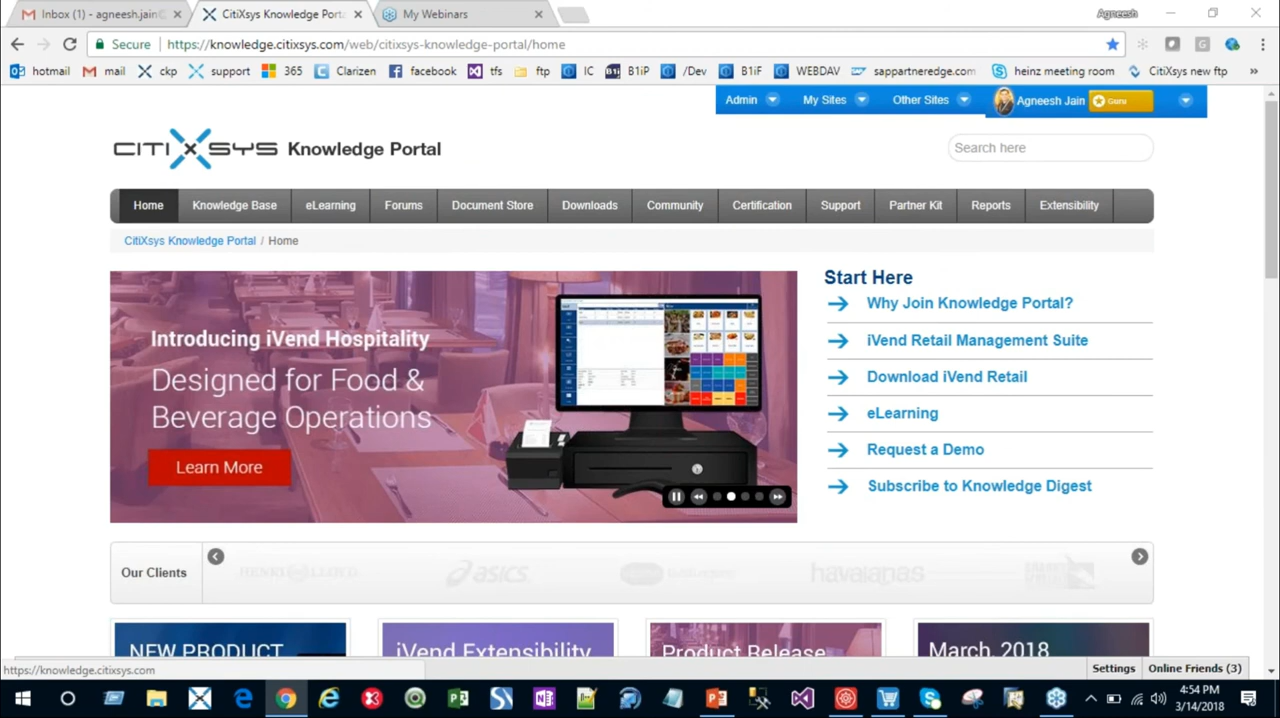 Inbox (1) - agneesh.jain
CitiXsys Knowledge Porta
My Webinars
Agneesh
Secure
https://knowledge.citixsys.com/web/citixsys-knowledge-portal/home
hotmail mail ckp support 365 Clarizen facebook tfs ftp IC B1iP /Dev B1iF WEBDAV sappartneredge.com heinz meeting room CitiXsys new ftp »
Admin My Sites Other Sites Agneesh Jain Guru
CITIXSYS Knowledge Portal
Search here
Home Knowledge Base eLearning Forums Document Store Downloads Community Certification Support Partner Kit Reports Extensibility
CitiXsys Knowledge Portal / Home
Introducing iVend Hospitality
Designed for Food &
Beverage Operations
Learn More
Start Here
Why Join Knowledge Portal?
iVend Retail Management Suite
Download iVend Retail
eLearning
Request a Demo
Subscribe to Knowledge Digest
Our Clients
HENRI LLOYD asics havaianas
NEW PRODUCT
iVend Extensibility
Product Release
March, 2018
https://knowledge.citixsys.com
Settings Online Friends (3)
4:54 PM
3/14/2018